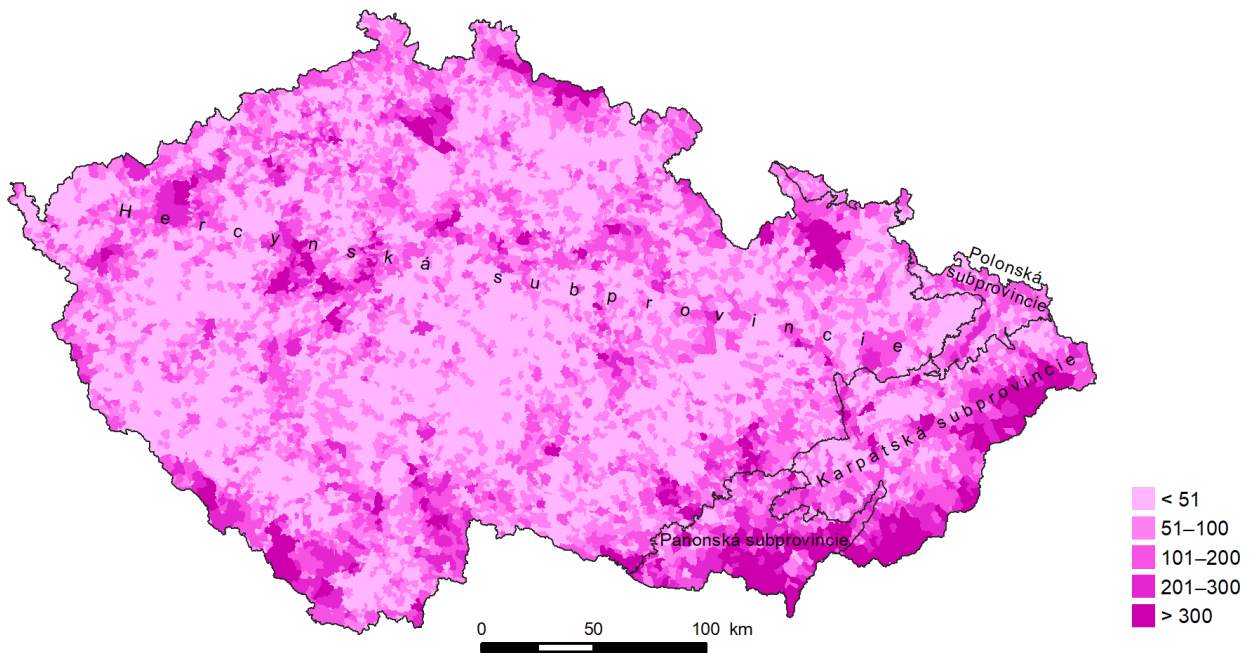 Hercynská subprovincie
Polonská
subprovincie
Karpatská subprovincie
Panonská subprovincie
< 51
51–100
101–200
201–300
> 300
0 50 100 km